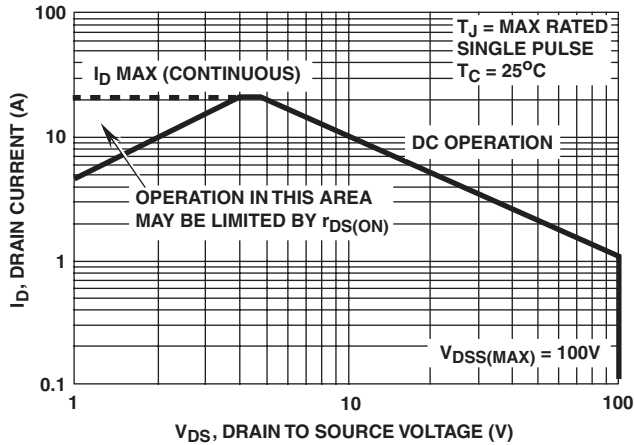 100
10
1
0.1
I_D, DRAIN CURRENT (A)
T_J = MAX RATED
SINGLE PULSE
T_C = 25°C
I_D MAX (CONTINUOUS)
DC OPERATION
OPERATION IN THIS AREA
MAY BE LIMITED BY r_DS(ON)
V_DSS(MAX) = 100V
1
10
100
V_DS, DRAIN TO SOURCE VOLTAGE (V)